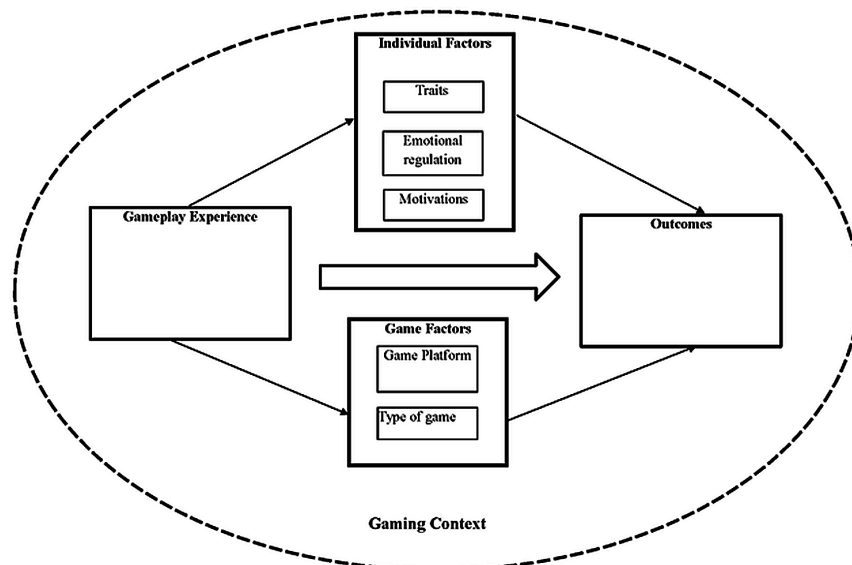 Individual Factors
Traits
Emotional
regulation
Motivations
Gameplay Experience
Outcomes
Game Factors
Game Platform
Type of game
Gaming Context